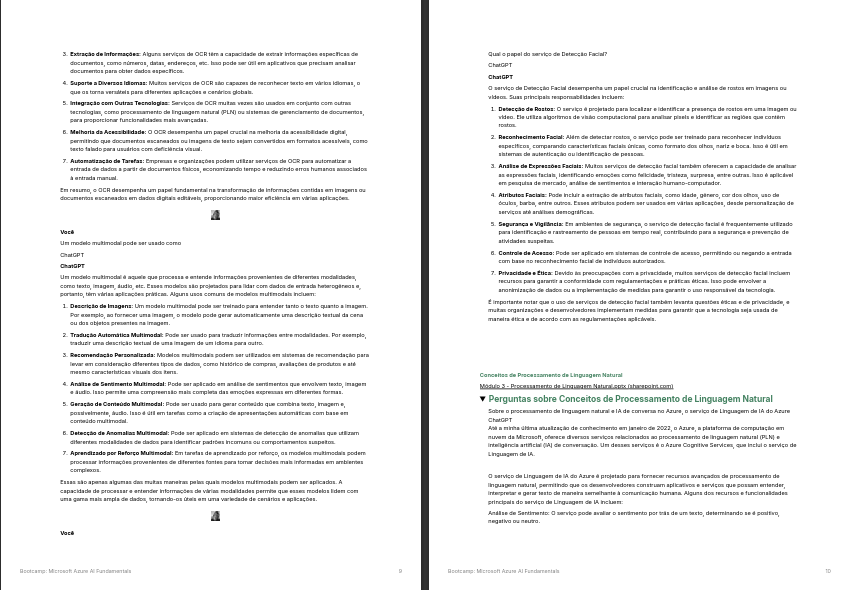 3. Extração de Informações: Alguns serviços de OCR têm a capacidade de extrair informações específicas de
documentos, como números, datas, endereços, etc. Isso pode ser útil em aplicativos que precisam analisar
documentos para obter dados específicos.
4. Suporte a Diversos Idiomas: Muitos serviços de OCR são capazes de reconhecer texto em vários idiomas, o
que os torna versáteis para diferentes aplicações e cenários globais.
5. Integração com Outras Tecnologias: Serviços de OCR muitas vezes são usados em conjunto com outras
tecnologias, como processamento de linguagem natural (PLN) ou sistemas de gerenciamento de documentos,
para proporcionar funcionalidades mais avançadas.
6. Melhoria da Acessibilidade: O OCR desempenha um papel crucial na melhoria da acessibilidade digital,
permitindo que documentos escaneados ou imagens de texto sejam convertidos em formatos acessíveis, como
texto falado para usuários com deficiência visual.
7. Automatização de Tarefas: Empresas e organizações podem utilizar serviços de OCR para automatizar a
entrada de dados a partir de documentos físicos, economizando tempo e reduzindo erros humanos associados
à entrada manual.
Em resumo, o OCR desempenha um papel fundamental na transformação de informações contidas em imagens ou
documentos escaneados em dados digitais editáveis, proporcionando maior eficiência em várias aplicações.
Você
Um modelo multimodal pode ser usado como
ChatGPT
ChatGPT
Um modelo multimodal é aquele que processa e entende informações provenientes de diferentes modalidades,
como texto, imagem, áudio, etc. Esses modelos são projetados para lidar com dados de entrada heterogêneos e,
portanto, têm várias aplicações práticas. Alguns usos comuns de modelos multimodais incluem:
1. Descrição de Imagens: Um modelo multimodal pode ser treinado para entender tanto o texto quanto a imagem.
Por exemplo, ao fornecer uma imagem, o modelo pode gerar automaticamente uma descrição textual da cena
ou dos objetos presentes na imagem.
2. Tradução Automática Multimodal: Pode ser usado para traduzir informações entre modalidades. Por exemplo,
traduzir uma descrição textual de uma imagem de um idioma para outro.
3. Recomendação Personalizada: Modelos multimodais podem ser utilizados em sistemas de recomendação para
levar em consideração diferentes tipos de dados, como histórico de compras, avaliações de produtos e até
mesmo características visuais dos itens.
4. Análise de Sentimento Multimodal: Pode ser aplicado em análise de sentimentos que envolvem texto, imagem
e áudio. Isso permite uma compreensão mais completa das emoções expressas em diferentes formas.
5. Geração de Conteúdo Multimodal: Pode ser usado para gerar conteúdo que combina texto, imagem e,
possivelmente, áudio. Isso é útil em tarefas como a criação de apresentações automáticas com base em
conteúdo multimodal.
6. Detecção de Anomalias Multimodal: Pode ser aplicado em sistemas de detecção de anomalias que utilizam
diferentes modalidades de dados para identificar padrões incomuns ou comportamentos suspeitos.
7. Aprendizado por Reforço Multimodal: Em tarefas de aprendizado por reforço, os modelos multimodais podem
processar informações provenientes de diferentes fontes para tomar decisões mais informadas em ambientes
complexos.
Essas são apenas algumas das muitas maneiras pelas quais modelos multimodais podem ser aplicados. A
capacidade de processar e entender informações de várias modalidades permite que esses modelos lidem com
uma gama mais ampla de dados, tornando-os úteis em uma variedade de cenários e aplicações.
Você
Bootcamp: Microsoft Azure AI Fundamentals 9
Qual o papel do serviço de Detecção Facial?
ChatGPT
ChatGPT
O serviço de Detecção Facial desempenha um papel crucial na identificação e análise de rostos em imagens ou
vídeos. Suas principais responsabilidades incluem:
1. Detecção de Rostos: O serviço é projetado para localizar e identificar a presença de rostos em uma imagem ou
vídeo. Ele utiliza algoritmos de visão computacional para analisar pixels e identificar as regiões que contêm
rostos.
2. Reconhecimento Facial: Além de detectar rostos, o serviço pode ser treinado para reconhecer indivíduos
específicos, comparando características faciais únicas, como formato dos olhos, nariz e boca. Isso é útil em
sistemas de autenticação ou identificação de pessoas.
3. Análise de Expressões Faciais: Muitos serviços de detecção facial também oferecem a capacidade de analisar
as expressões faciais, identificando emoções como felicidade, tristeza, surpresa, entre outras. Isso é aplicável
em pesquisa de mercado, análise de sentimentos e interação humano-computador.
4. Atributos Faciais: Pode incluir a extração de atributos faciais, como idade, gênero, cor dos olhos, uso de
óculos, barba, entre outros. Esses atributos podem ser usados em várias aplicações, desde personalização de
serviços até análises demográficas.
5. Segurança e Vigilância: Em ambientes de segurança, o serviço de detecção facial é frequentemente utilizado
para identificação e rastreamento de pessoas em tempo real, contribuindo para a segurança e prevenção de
atividades suspeitas.
6. Controle de Acesso: Pode ser aplicado em sistemas de controle de acesso, permitindo ou negando a entrada
com base no reconhecimento facial de indivíduos autorizados.
7. Privacidade e Ética: Devido às preocupações com a privacidade, muitos serviços de detecção facial incluem
recursos para garantir a conformidade com regulamentações e práticas éticas. Isso pode envolver a
anonimização de dados ou a implementação de medidas para garantir o uso responsável da tecnologia.
É importante notar que o uso de serviços de detecção facial também levanta questões éticas e de privacidade, e
muitas organizações e desenvolvedores implementam medidas para garantir que a tecnologia seja usada de
maneira ética e de acordo com as regulamentações aplicáveis.
Conceitos de Processamento de Linguagem Natural
Módulo 3 - Processamento de Linguagem Natural.pptx (sharepoint.com)
Perguntas sobre Conceitos de Processamento de Linguagem Natural
Sobre o processamento de linguagem natural e IA de conversa no Azure, o serviço de Linguagem de IA do Azure
ChatGPT
Até a minha última atualização de conhecimento em janeiro de 2022, o Azure, a plataforma de computação em
nuvem da Microsoft, oferece diversos serviços relacionados ao processamento de linguagem natural (PLN) e
inteligência artificial (IA) de conversação. Um desses serviços é o Azure Cognitive Services, que inclui o serviço de
Linguagem de IA.
O serviço de Linguagem de IA do Azure é projetado para fornecer recursos avançados de processamento de
linguagem natural, permitindo que os desenvolvedores construam aplicativos e serviços que possam entender,
interpretar e gerar texto de maneira semelhante à comunicação humana. Alguns dos recursos e funcionalidades
principais do serviço de Linguagem de IA incluem:
Análise de Sentimento: O serviço pode avaliar o sentimento por trás de um texto, determinando se é positivo,
negativo ou neutro.
Bootcamp: Microsoft Azure AI Fundamentals 10